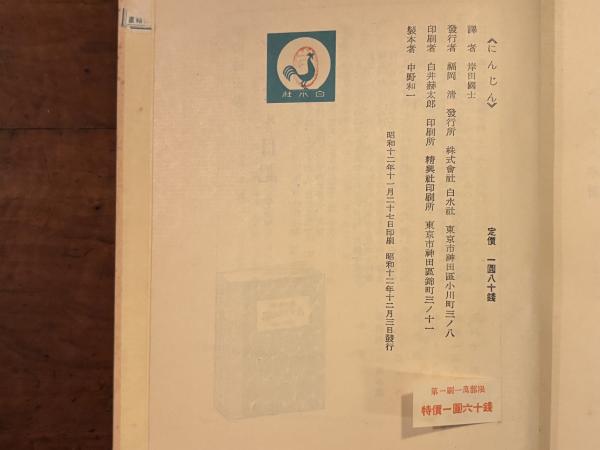 《にんじん》
定價 一圓八十錢
譯者 岸田國士
發行者 福岡淸 發行所 株式會社 白水社 東京市神田區小川町三ノ八
印刷者 白井赫太郎 印刷所 精興社印刷所 東京市神田區錦町三ノ十一
製本者 中野和一
昭和十二年十一月二十七日印刷 昭和十二年十二月三日發行
白水社
第一刷一萬部限
特價一圓六十錢